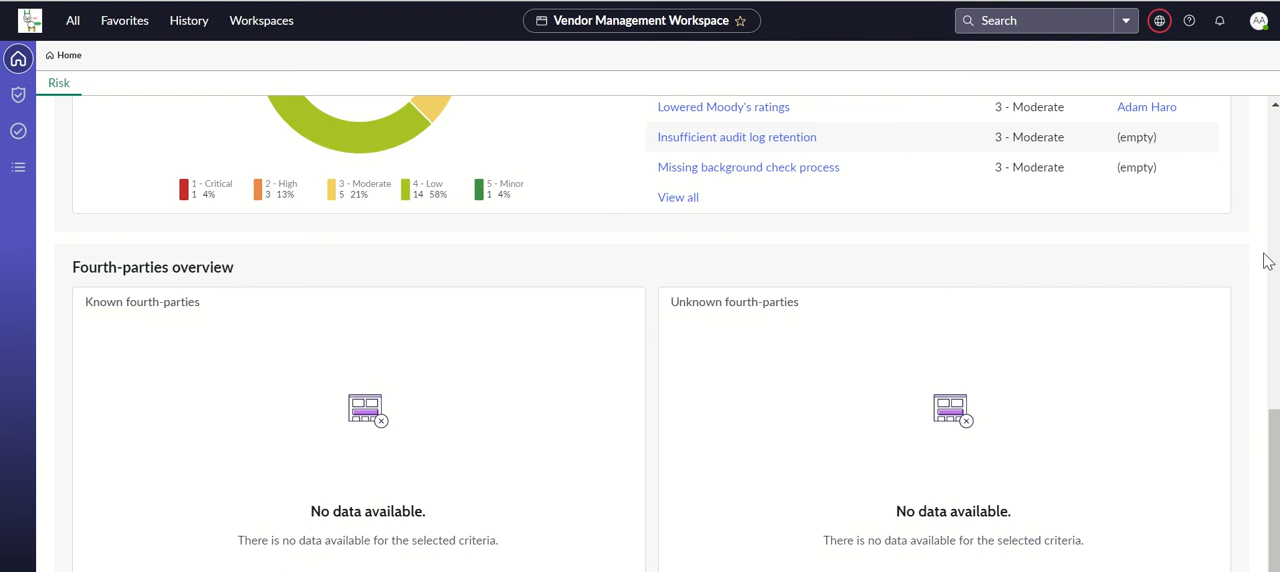 All Favorites History Workspaces Vendor Management Workspace Search AA
Home
Risk
Lowered Moody's ratings 3 - Moderate Adam Haro
Insufficient audit log retention 3 - Moderate (empty)
Missing background check process 3 - Moderate (empty)
View all
1 - Critical 2 - High 3 - Moderate 4 - Low 5 - Minor
1 4% 3 13% 5 21% 14 58% 1 4%
Fourth-parties overview
Known fourth-parties Unknown fourth-parties
No data available. No data available.
There is no data available for the selected criteria. There is no data available for the selected criteria.